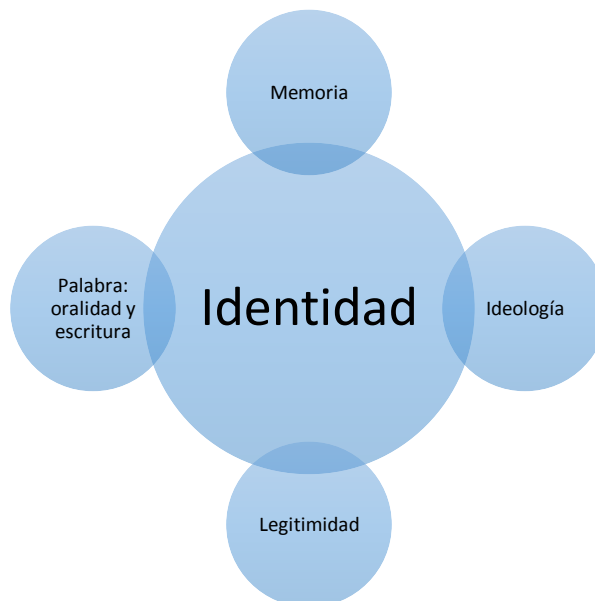 Memoria
Palabra:
oralidad y
escritura
Identidad
Ideología
Legitimidad